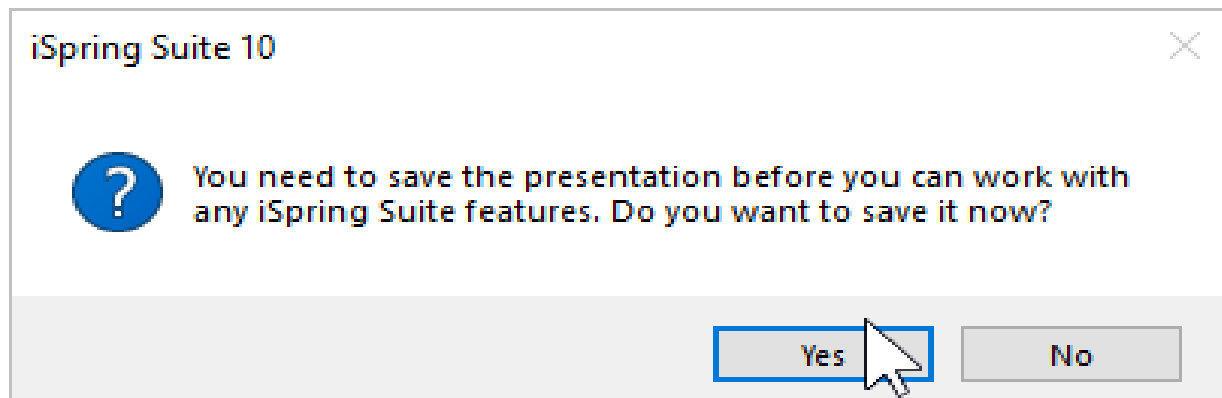 iSpring Suite 10
You need to save the presentation before you can work with
any iSpring Suite features. Do you want to save it now?
Yes
No